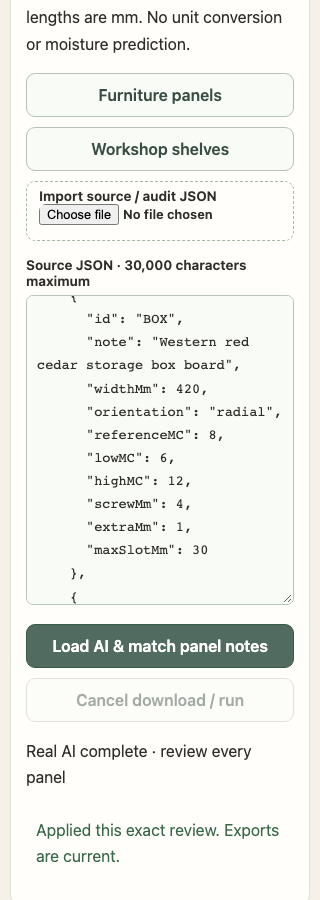 lengths are mm. No unit conversion
or moisture prediction.
Furniture panels
Workshop shelves
Import source / audit JSON
Choose file No file chosen
Source JSON · 30,000 characters
maximum
{
"id": "BOX",
"note": "Western red
cedar storage box board",
"widthMm": 420,
"orientation": "radial",
"referenceMC": 8,
"lowMC": 6,
"highMC": 12,
"screwMm": 4,
"extraMm": 1,
"maxSlotMm": 30
},
{
Load AI & match panel notes
Cancel download / run
Real AI complete · review every
panel
Applied this exact review. Exports
are current.